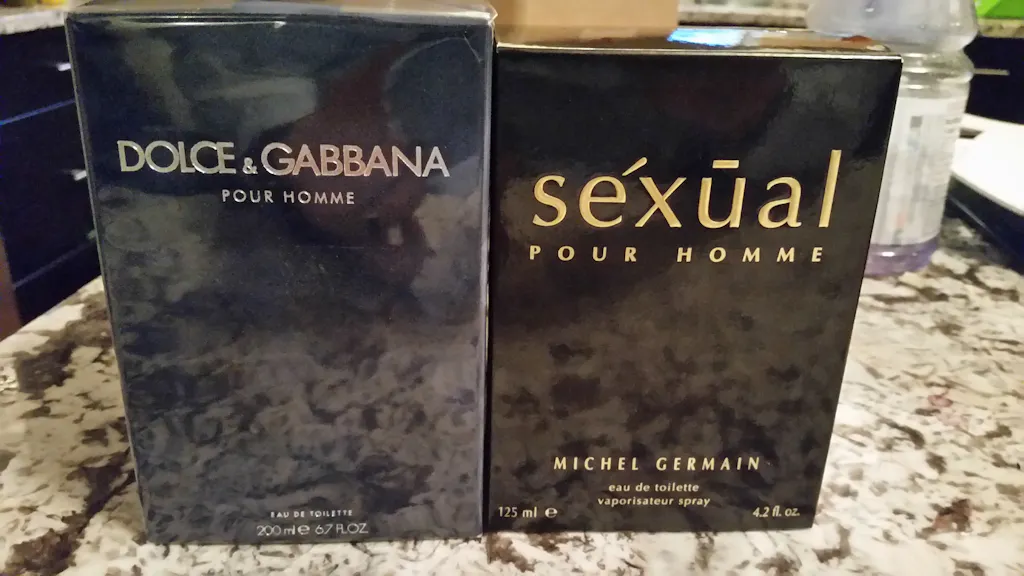 DOLCE & GABBANA
POUR HOMME
EAU DE TOILETTE
200 ml e 6.7 FL.OZ.
séxūal
POUR HOMME
MICHEL GERMAIN
eau de toilette
vaporisateur spray
125 ml e 4.2 fl. oz.